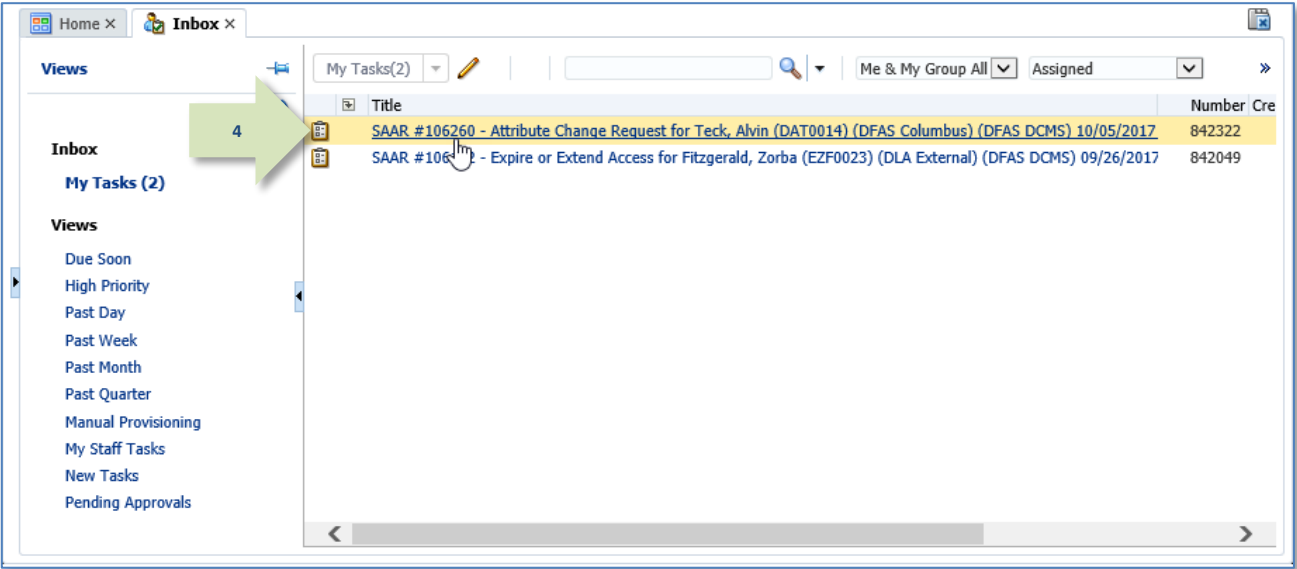 Home × Inbox ×
Views
My Tasks(2) Me & My Group All Assigned »
Title Number Cre
4
SAAR #106260 - Attribute Change Request for Teck, Alvin (DAT0014) (DFAS Columbus) (DFAS DCMS) 10/05/2017 842322
Inbox
SAAR - Expire or Extend Access for Fitzgerald, Zorba (EZF0023) (DLA External) (DFAS DCMS) 09/26/2017 842049
My Tasks (2)
Views
Due Soon
High Priority
Past Day
Past Week
Past Month
Past Quarter
Manual Provisioning
My Staff Tasks
New Tasks
Pending Approvals